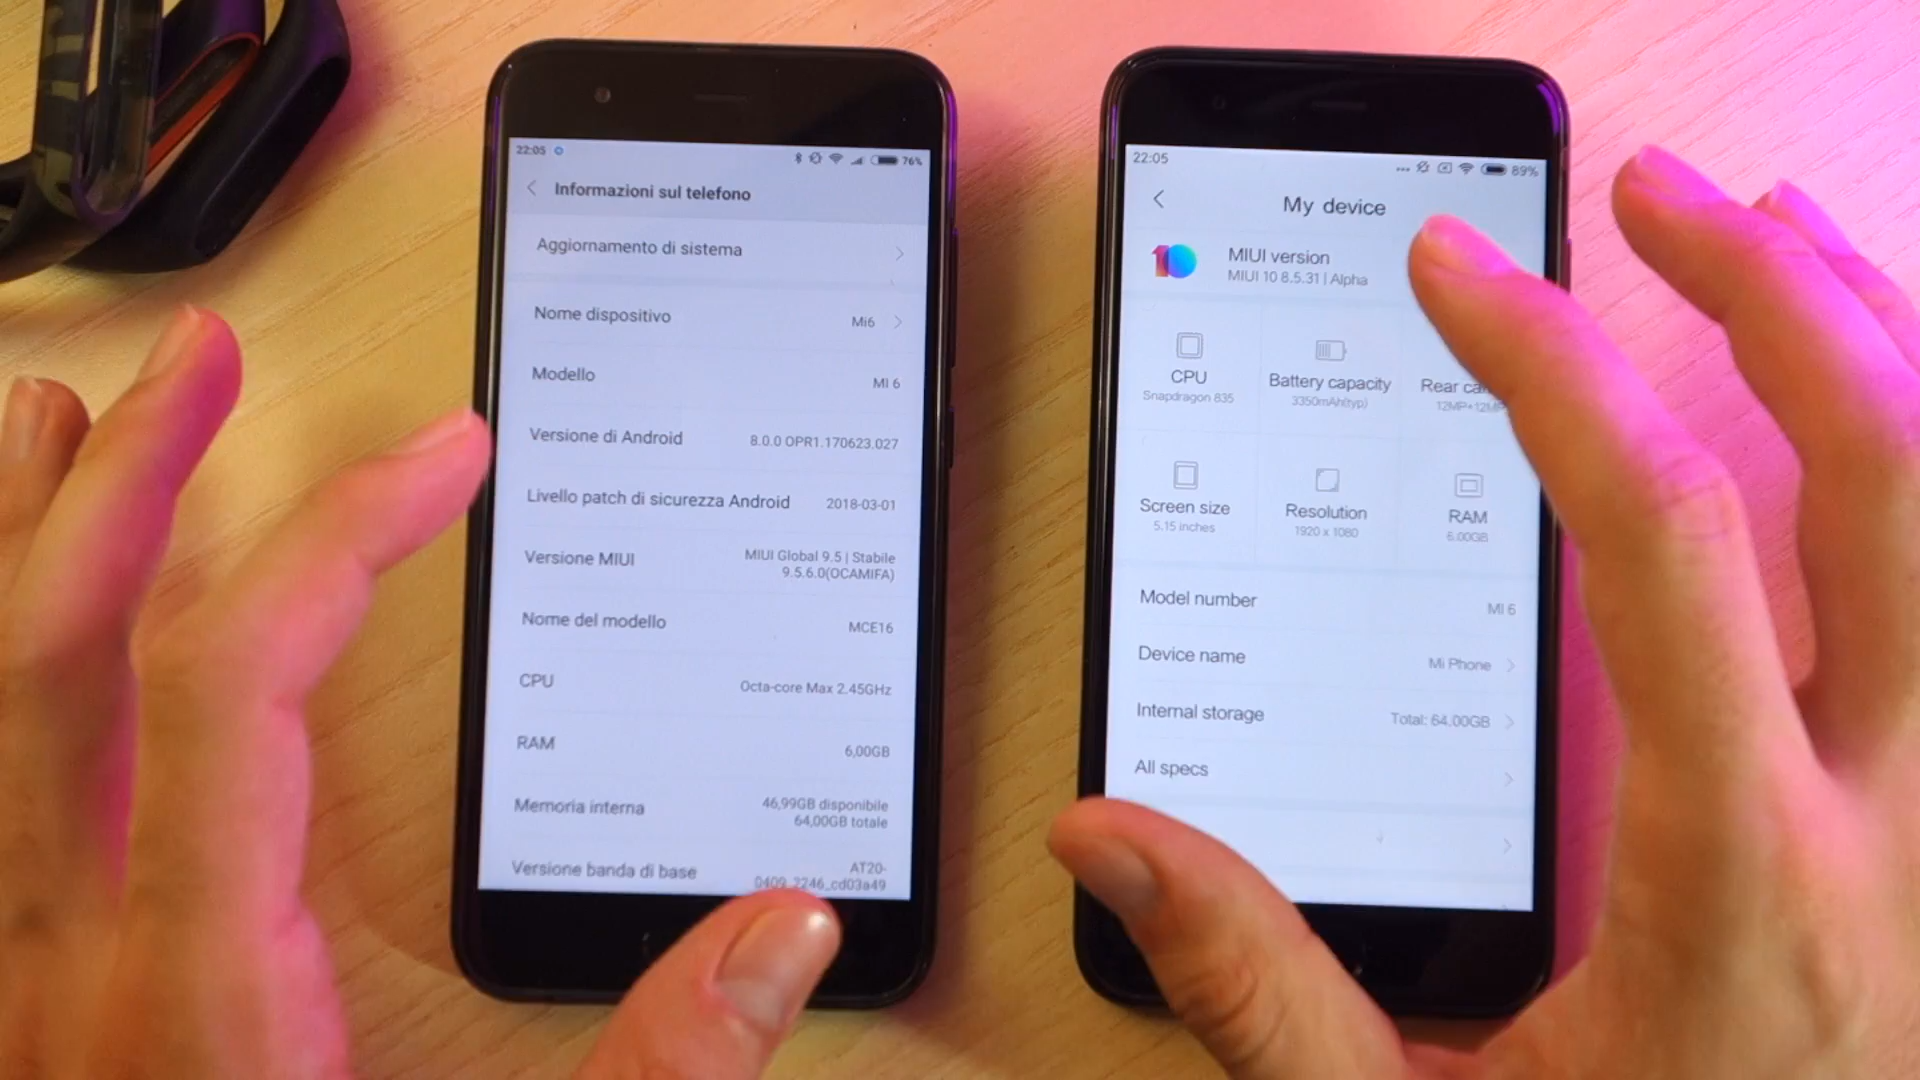 22:05
76%
Informazioni sul telefono
Aggiornamento di sistema
Nome dispositivo
Mi6
Modello
MI 6
Versione di Android
8.0.0 OPR1.170623.027
Livello patch di sicurezza Android
2018-03-01
Versione MIUI
MIUI Global 9.5 | Stabile
9.5.6.0(OCAMIFA)
Nome del modello
MCE16
CPU
Octa-core Max 2.45GHz
RAM
6,00GB
Memoria interna
46,99GB disponibile
64,00GB totale
Versione banda di base
AT20-
0409_2246_cd03a49
22:05
89%
My device
10
MIUI version
MIUI 10 8.5.31 | Alpha
CPU
Snapdragon 835
Battery capacity
3350mAh(typ)
Rear
12MP+12MP
Screen size
5.15 inches
Resolution
1920 x 1080
RAM
6.00GB
Model number
MI 6
Device name
Mi Phone
Internal storage
Total: 64.00GB
All specs